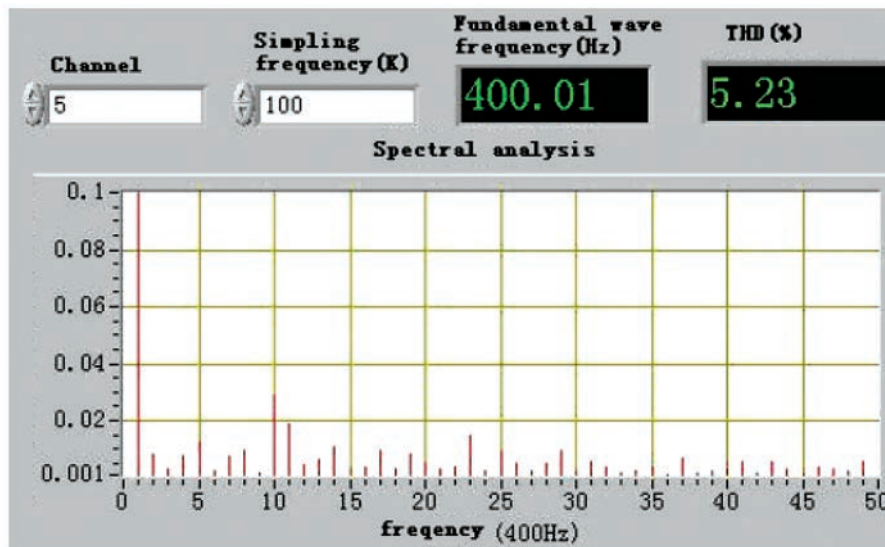 Channel
5
Simpling
frequency(K)
100
Fundamental wave
frequency(Hz)
400.01
THD(%)
5.23
Spectral analysis
0.1
0.08
0.06
0.04
0.02
0.001
0 5 10 15 20 25 30 35 40 45 50
freqency (400Hz)